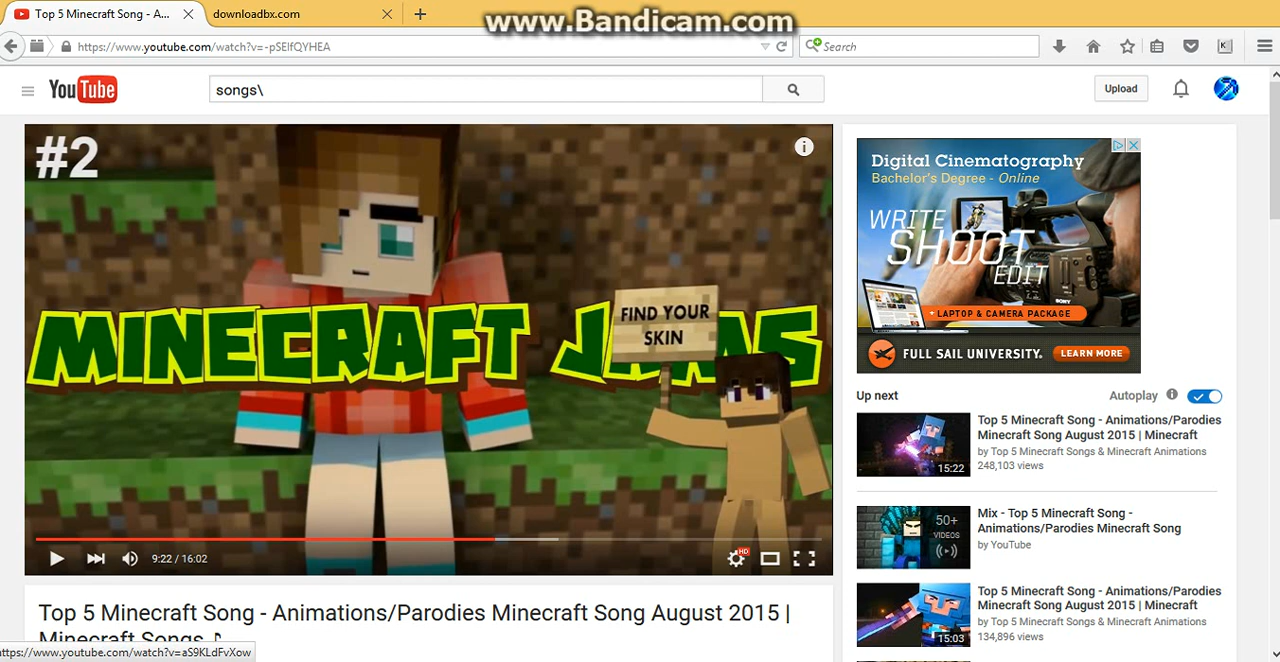 Top 5 Minecraft Song - A...
downloadbx.com
www.Bandicam.com
https://www.youtube.com/watch?v=-pSElfQYHEA
Search
YouTube
songs\
Upload
#2
MINECRAFT
FIND YOUR
SKIN
Digital Cinematography
Bachelor's Degree - Online
WRITE
SHOOT
EDIT
SONY
+ LAPTOP & CAMERA PACKAGE
FULL SAIL UNIVERSITY.
LEARN MORE
Up next
Autoplay
Top 5 Minecraft Song - Animations/Parodies
Minecraft Song August 2015 | Minecraft
by Top 5 Minecraft Songs & Minecraft Animations
248,103 views
15:22
Mix - Top 5 Minecraft Song -
Animations/Parodies Minecraft Song
by YouTube
50+
VIDEOS
Top 5 Minecraft Song - Animations/Parodies
Minecraft Song August 2015 | Minecraft
by Top 5 Minecraft Songs & Minecraft Animations
134,896 views
15:03
9:22 / 16:02
HD
Top 5 Minecraft Song - Animations/Parodies Minecraft Song August 2015 |
Minecraft Songs ♪
https://www.youtube.com/watch?v=aS9KLdFvXow